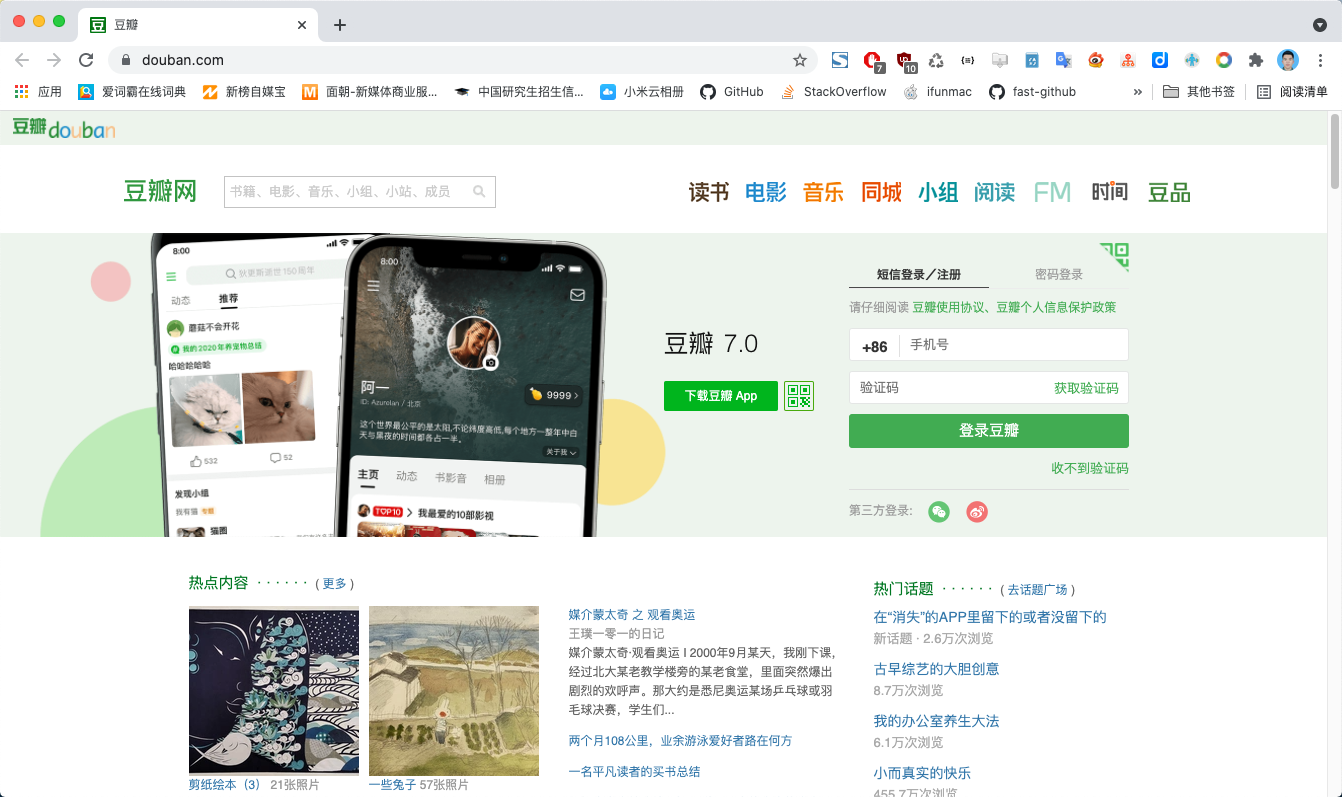 豆瓣
douban.com
7
10
应用
爱词霸在线词典
新榜自媒宝
面朝-新媒体商业服...
中国研究生招生信...
小米云相册
GitHub
StackOverflow
ifunmac
fast-github
»
其他书签
阅读清单
豆瓣douban
豆瓣网
书籍、电影、音乐、小组、小站、成员
读书 电影 音乐 同城 小组 阅读 FM 时间 豆品
8:00
狄更斯逝世150周年
动态 推荐
蘑菇不会开花
我的2020年养宠物总结
哈哈哈哈哈
532 52
发现小组
我有猫 专题
猫圈
8:00
阿一
ID: Azurelan / 北京
9999
这个世界最公平的是太阳,不论纬度高低,每个地方一整年中白
天与黑夜的时间都各占一半。
关于我
主页 动态 书影音 相册
TOP10 我最爱的10部影视
豆瓣 7.0
下载豆瓣 App
短信登录/注册 密码登录
请仔细阅读 豆瓣使用协议、豆瓣个人信息保护政策
+86 手机号
验证码 获取验证码
登录豆瓣
收不到验证码
第三方登录:
热点内容 · · · · · · ( 更多 )
剪纸绘本（3） 21张照片
一些兔子 57张照片
媒介蒙太奇 之 观看奥运
王璞一零一的日记
媒介蒙太奇·观看奥运 I 2000年9月某天，我刚下课，
经过北大某老教学楼旁的某老食堂，里面突然爆出
剧烈的欢呼声。那大约是悉尼奥运某场乒乓球或羽
毛球决赛，学生们...
两个月108公里，业余游泳爱好者路在何方
一名平凡读者的买书总结
热门话题 · · · · · · ( 去话题广场 )
在“消失”的APP里留下的或者没留下的
新话题 · 2.6万次浏览
古早综艺的大胆创意
8.7万次浏览
我的办公室养生大法
6.1万次浏览
小而真实的快乐
455.7万次浏览